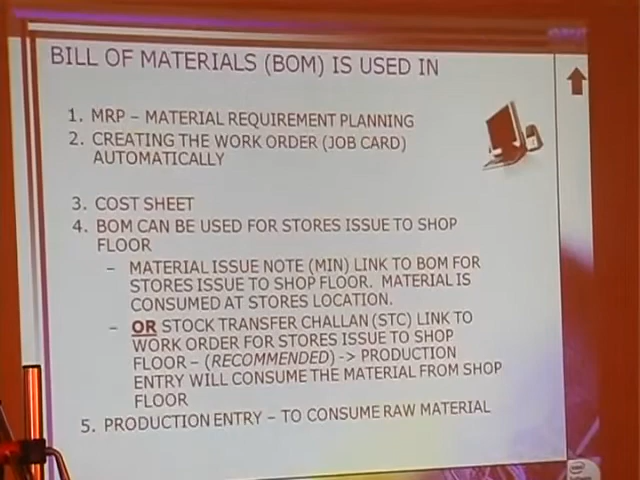 BILL OF MATERIALS (BOM) IS USED IN
1. MRP – MATERIAL REQUIREMENT PLANNING
2. CREATING THE WORK ORDER (JOB CARD)
AUTOMATICALLY
3. COST SHEET
4. BOM CAN BE USED FOR STORES ISSUE TO SHOP
FLOOR
– MATERIAL ISSUE NOTE (MIN) LINK TO BOM FOR
STORES ISSUE TO SHOP FLOOR. MATERIAL IS
CONSUMED AT STORES LOCATION.
– OR STOCK TRANSFER CHALLAN (STC) LINK TO
WORK ORDER FOR STORES ISSUE TO SHOP
FLOOR – (RECOMMENDED) -> PRODUCTION
ENTRY WILL CONSUME THE MATERIAL FROM SHOP
FLOOR
5. PRODUCTION ENTRY – TO CONSUME RAW MATERIAL